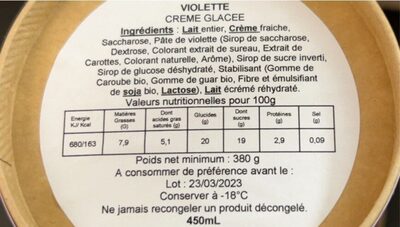 VIOLETTE
CREME GLACEE
Ingrédients : Lait entier, Crème fraiche,
Saccharose, Pâte de violette (Sirop de saccharose,
Dextrose, Colorant extrait de sureau, Extrait de
Carottes, Colorant naturelle, Arôme), Sirop de sucre inverti,
Sirop de glucose déshydraté, Stabilisant (Gomme de
Caroube bio, Gomme de guar bio, Fibre et émulsifiant
de soja bio, Lactose), Lait écrémé réhydraté.
Valeurs nutritionnelles pour 100g
Energie KJ/ Kcal Matières Grasses (G) Dont acides gras saturés (g) Glucides (g) Dont sucres (g) Protéines (g) Sel (g)
680/163 7,9 5,1 20 19 2,9 0,09
Poids net minimum : 380 g
A consommer de préférence avant le :
Lot : 23/03/2023
Conserver à -18°C
Ne jamais recongeler un produit décongelé.
450mL